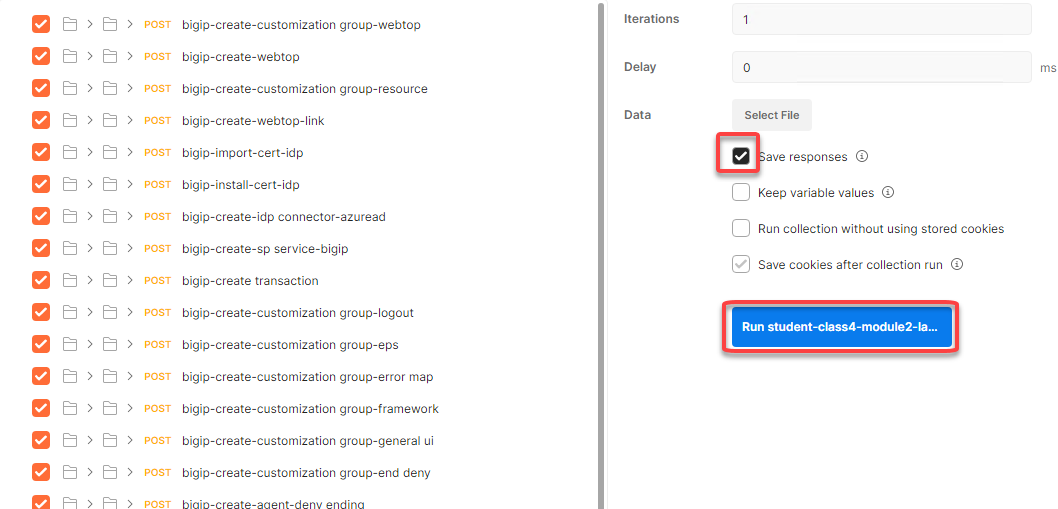 POST bigip-create-customization group-webtop
POST bigip-create-webtop
POST bigip-create-customization group-resource
POST bigip-create-webtop-link
POST bigip-import-cert-idp
POST bigip-install-cert-idp
POST bigip-create-idp connector-azuread
POST bigip-create-sp service-bigip
POST bigip-create transaction
POST bigip-create-customization group-logout
POST bigip-create-customization group-eps
POST bigip-create-customization group-error map
POST bigip-create-customization group-framework
POST bigip-create-customization group-general ui
POST bigip-create-customization group-end deny
POST bigip-create-agent-deny ending
Iterations 1
Delay 0 ms
Data Select File
Save responses
Keep variable values
Run collection without using stored cookies
Save cookies after collection run
Run student-class4-module2-la...